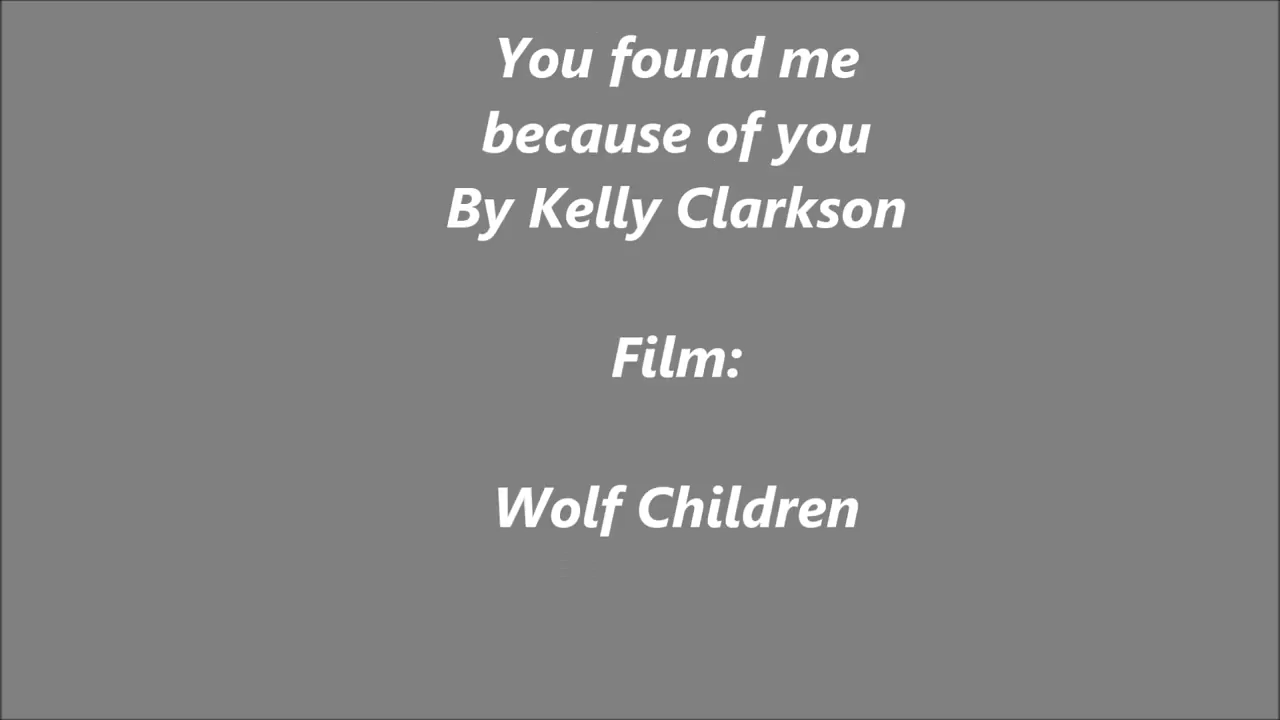 You found me
because of you
By Kelly Clarkson
Film:
Wolf Children